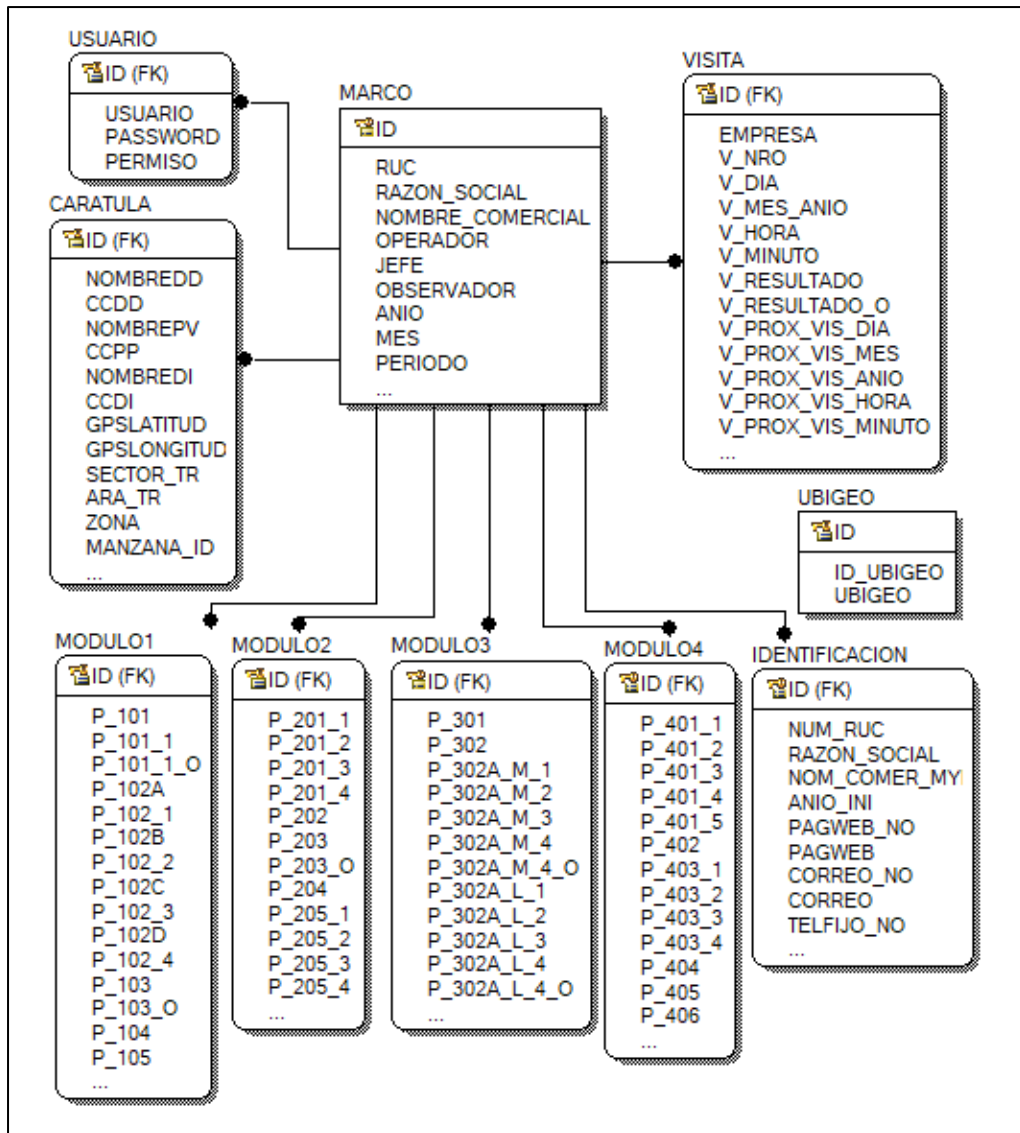 USUARIO
ID (FK)
USUARIO
PASSWORD
PERMISO
MARCO
ID
RUC
RAZON_SOCIAL
NOMBRE_COMERCIAL
OPERADOR
JEFE
OBSERVADOR
ANIO
MES
PERIODO
...
VISITA
ID (FK)
EMPRESA
V_NRO
V_DIA
V_MES_ANIO
V_HORA
V_MINUTO
V_RESULTADO
V_RESULTADO_O
V_PROX_VIS_DIA
V_PROX_VIS_MES
V_PROX_VIS_ANIO
V_PROX_VIS_HORA
V_PROX_VIS_MINUTO
...
CARATULA
ID (FK)
NOMBREDD
CCDD
NOMBREPV
CCPP
NOMBREDI
CCDI
GPSLATITUD
GPSLONGITUD
SECTOR_TR
ARA_TR
ZONA
MANZANA_ID
...
UBIGEO
ID
ID_UBIGEO
UBIGEO
MODULO1
ID (FK)
P_101
P_101_1
P_101_1_O
P_102A
P_102_1
P_102B
P_102_2
P_102C
P_102_3
P_102D
P_102_4
P_103
P_103_O
P_104
P_105
...
MODULO2
ID (FK)
P_201_1
P_201_2
P_201_3
P_201_4
P_202
P_203
P_203_O
P_204
P_205_1
P_205_2
P_205_3
P_205_4
...
MODULO3
ID (FK)
P_301
P_302
P_302A_M_1
P_302A_M_2
P_302A_M_3
P_302A_M_4
P_302A_M_4_O
P_302A_L_1
P_302A_L_2
P_302A_L_3
P_302A_L_4
P_302A_L_4_O
...
MODULO4
ID (FK)
P_401_1
P_401_2
P_401_3
P_401_4
P_401_5
P_402
P_403_1
P_403_2
P_403_3
P_403_4
P_404
P_405
P_406
...
IDENTIFICACION
ID (FK)
NUM_RUC
RAZON_SOCIAL
NOM_COMER_MY
ANIO_INI
PAGWEB_NO
PAGWEB
CORREO_NO
CORREO
TELFIJO_NO
...